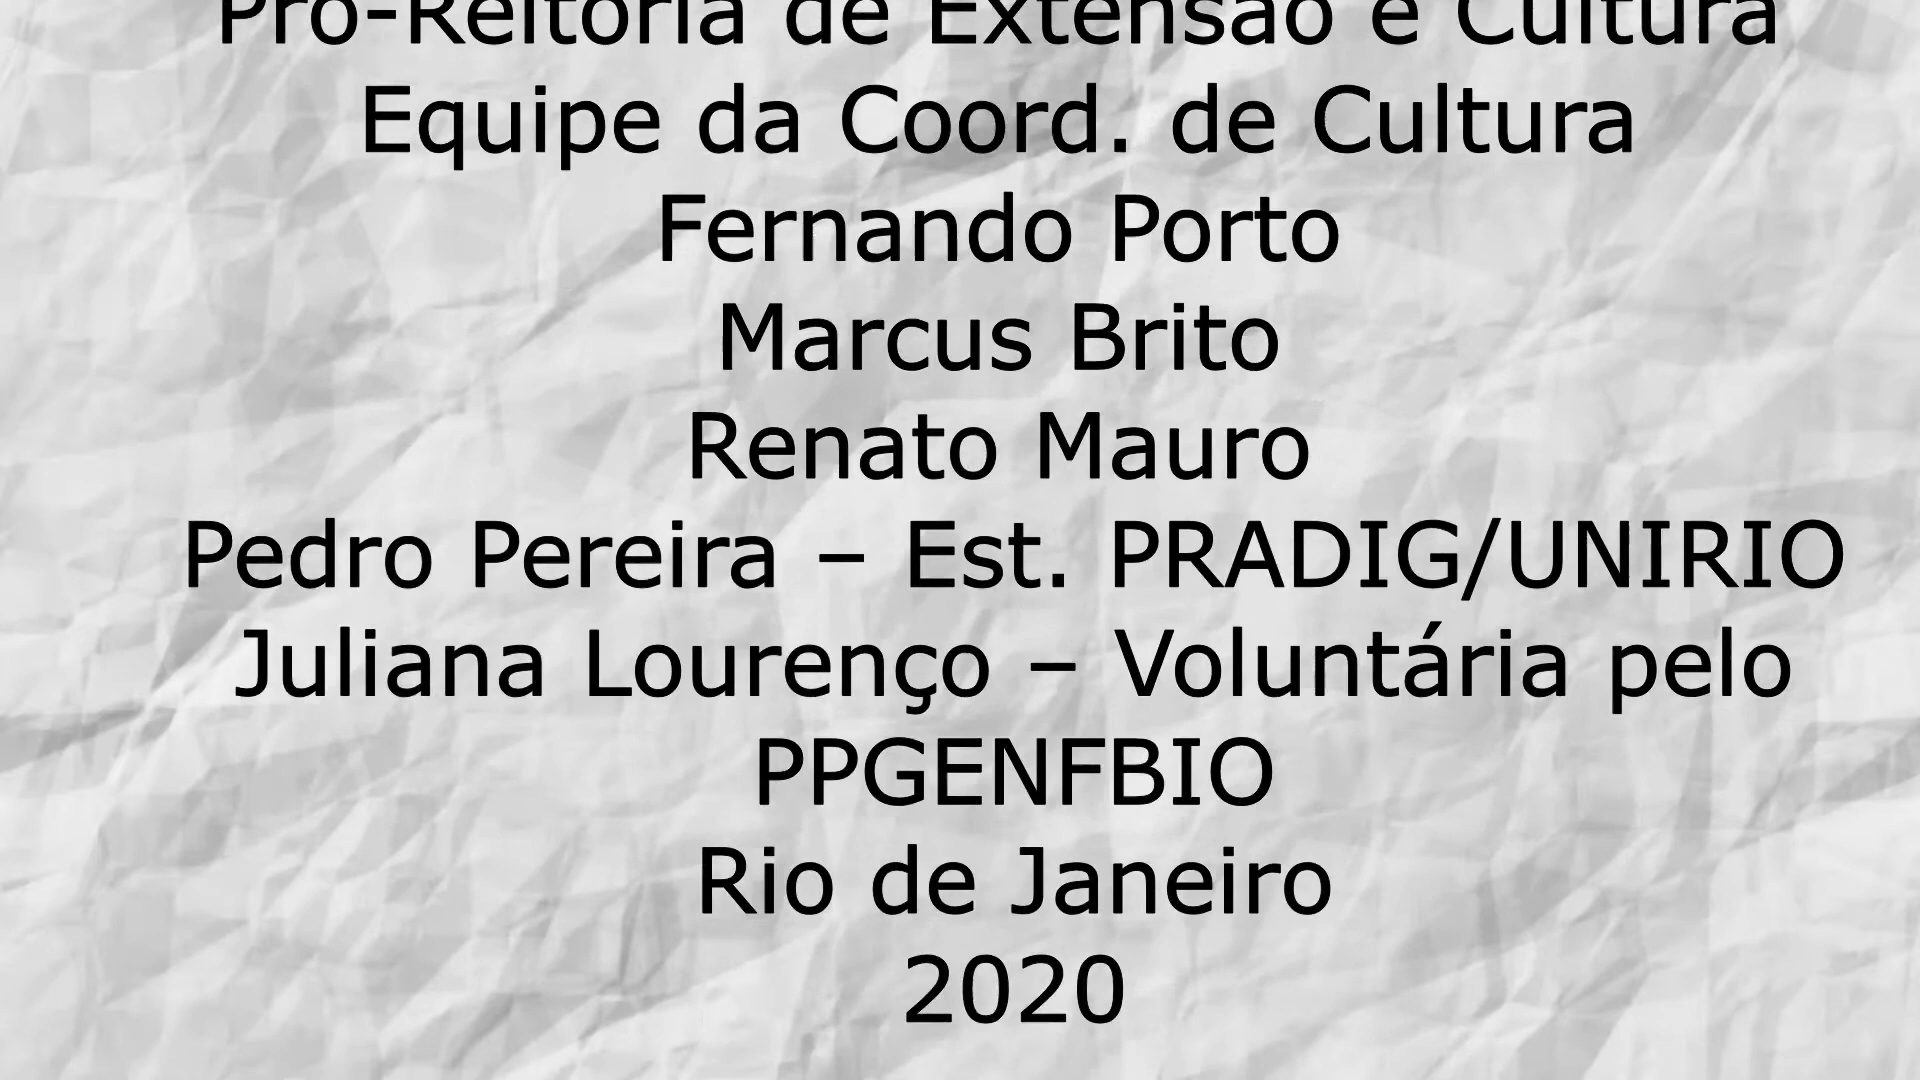 Pró-Reitoria de Extensão e Cultura
Equipe da Coord. de Cultura
Fernando Porto
Marcus Brito
Renato Mauro
Pedro Pereira – Est. PRADIG/UNIRIO
Juliana Lourenço – Voluntária pelo
PPGENFBIO
Rio de Janeiro
2020